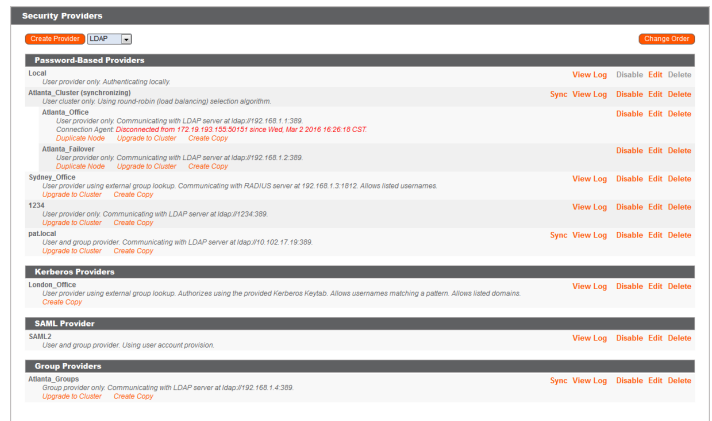 Security Providers
Create Provider LDAP Change Order
Password-Based Providers
Local
User provider only. Authenticating locally.
View Log Disable Edit Delete
Atlanta_Cluster (synchronizing)
User cluster only. Using round-robin (load balancing) selection algorithm.
Sync View Log Disable Edit Delete
Atlanta_Office
User provider only. Communicating with LDAP server at ldap://192.168.1.1:389.
Connection Agent: Disconnected from 172.19.193.155:50151 since Wed, Mar 2 2016 16:26:18 CST.
Duplicate Node Upgrade to Cluster Create Copy
Disable Edit Delete
Atlanta_Failover
User provider only. Communicating with LDAP server at ldap://192.168.1.2:389.
Duplicate Node Upgrade to Cluster Create Copy
Disable Edit Delete
Sydney_Office
User provider using external group lookup. Communicating with RADIUS server at 192.168.1.3:1812. Allows listed usernames.
Upgrade to Cluster Create Copy
View Log Disable Edit Delete
1234
User provider only. Communicating with LDAP server at ldap://1234:389.
Upgrade to Cluster Create Copy
View Log Disable Edit Delete
pat.local
User and group provider. Communicating with LDAP server at ldap://10.102.17.19:389.
Upgrade to Cluster Create Copy
Sync View Log Disable Edit Delete
Kerberos Providers
London_Office
User provider using external group lookup. Authorizes using the provided Kerberos Keytab. Allows usernames matching a pattern. Allows listed domains.
Create Copy
View Log Disable Edit Delete
SAML Provider
SAML2
User and group provider. Using user account provision.
View Log Disable Edit Delete
Group Providers
Atlanta_Groups
Group provider only. Communicating with LDAP server at ldap://192.168.1.4:389.
Upgrade to Cluster Create Copy
Sync View Log Disable Edit Delete